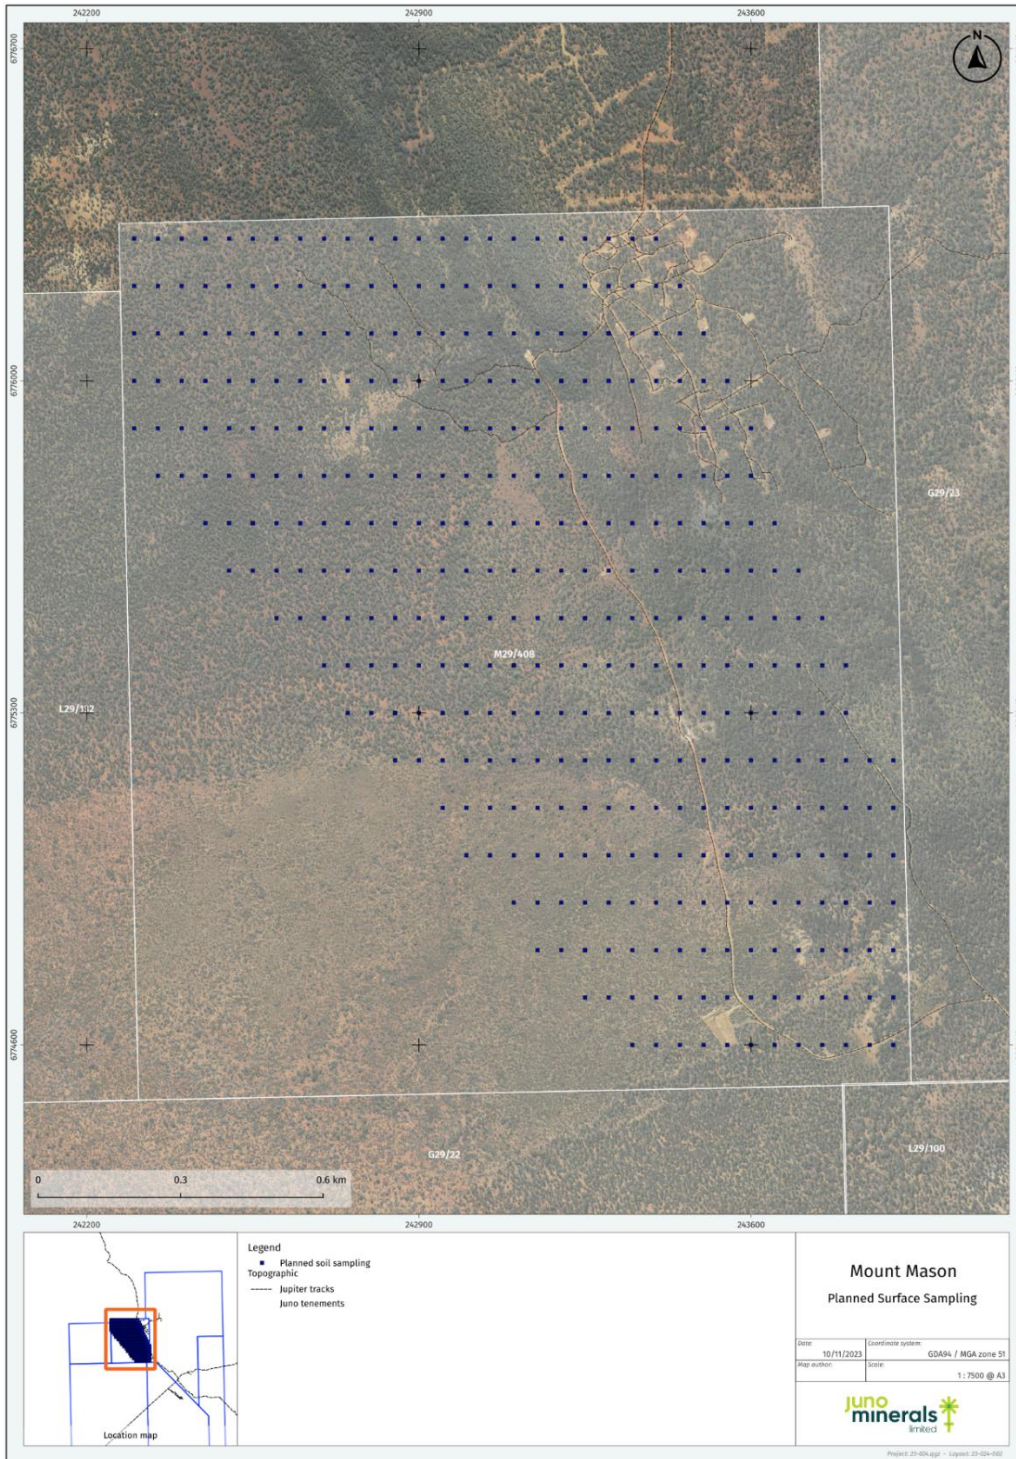 242200
242900
243600
N
6776700
6776000
G29/23
M29/408
L29/132
6775300
6774600
G29/22
L29/100
0
0.3
0.6 km
242200
242900
243600
Legend
Planned soil sampling
Topographic
Jupiter tracks
Juno tenements
Location map
Mount Mason
Planned Surface Sampling
Date:
10/11/2023
Coordinate system:
GDA94 / MGA zone 51
Map author:
Scale:
1 : 7500 @ A3
juno
minerals
limited